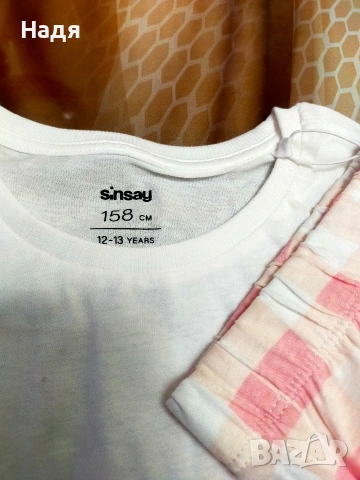 Надя
sinsay
158 CM
12-13 YEARS
BAZAR